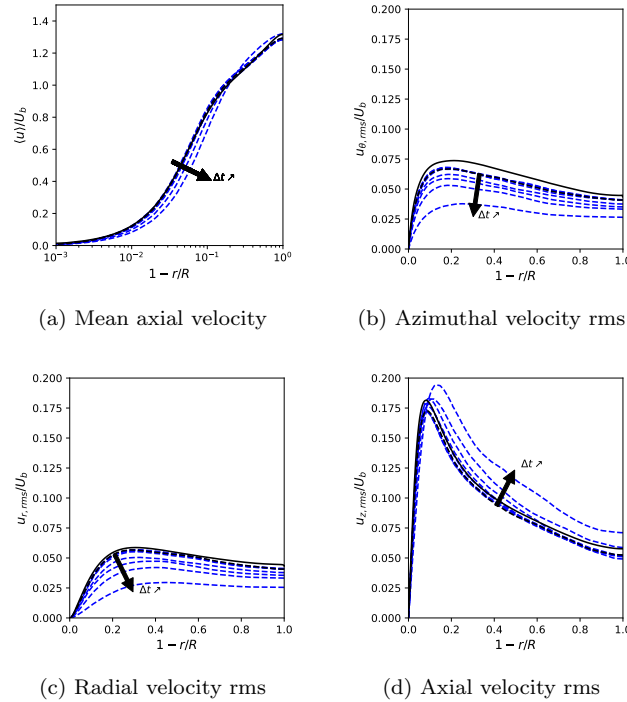 1.4
1.2
1.0
0.8
0.6
0.4
0.2
0.0
⟨u⟩/U_b
Δt ↗
10⁻³ 10⁻² 10⁻¹ 10⁰
1 − r/R
(a) Mean axial velocity
0.200
0.175
0.150
0.125
0.100
0.075
0.050
0.025
0.000
u_{θ,rms}/U_b
Δt ↗
0.0 0.2 0.4 0.6 0.8 1.0
1 − r/R
(b) Azimuthal velocity rms
0.200
0.175
0.150
0.125
0.100
0.075
0.050
0.025
0.000
u_{r,rms}/U_b
Δt ↗
0.0 0.2 0.4 0.6 0.8 1.0
1 − r/R
(c) Radial velocity rms
0.200
0.175
0.150
0.125
0.100
0.075
0.050
0.025
0.000
u_{z,rms}/U_b
Δt ↗
0.0 0.2 0.4 0.6 0.8 1.0
1 − r/R
(d) Axial velocity rms